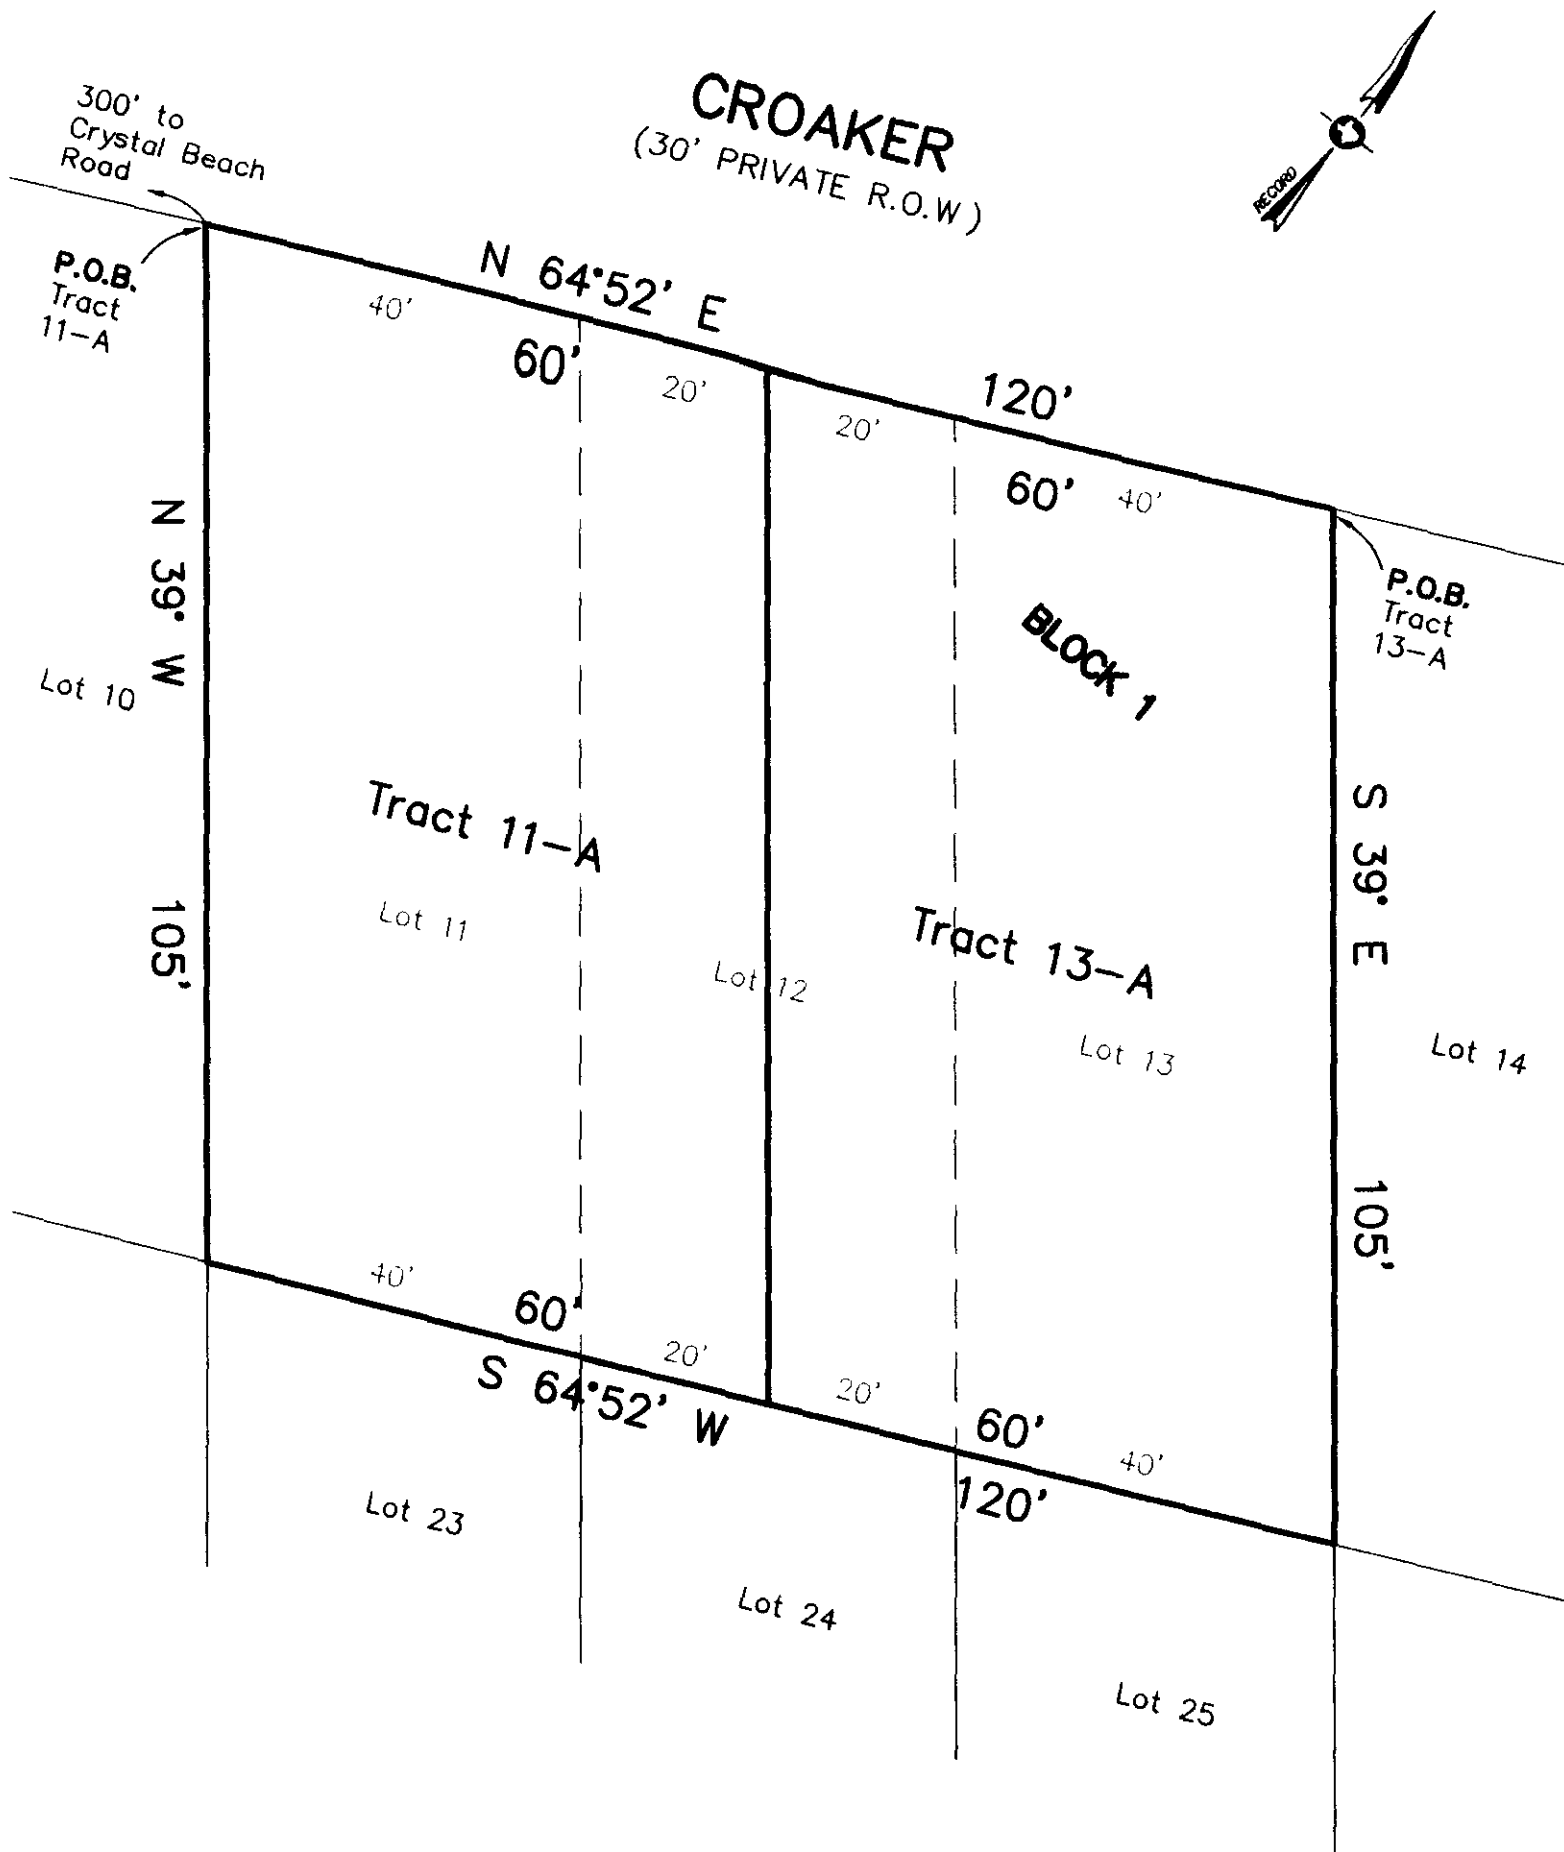 300' to
Crystal Beach
Road
CROAKER
(30' PRIVATE R.O.W)
RECORD
P.O.B.
Tract
11-A
N 64°52' E
120'
40'
60'
20'
20'
60'
40'
P.O.B.
Tract
13-A
BLOCK 1
N 39° W
105'
Lot 10
Tract 11-A
Lot 11
Lot 12
Tract 13-A
Lot 13
S 39° E
105'
Lot 14
40'
60'
20'
20'
60'
40'
S 64°52' W
120'
Lot 23
Lot 24
Lot 25